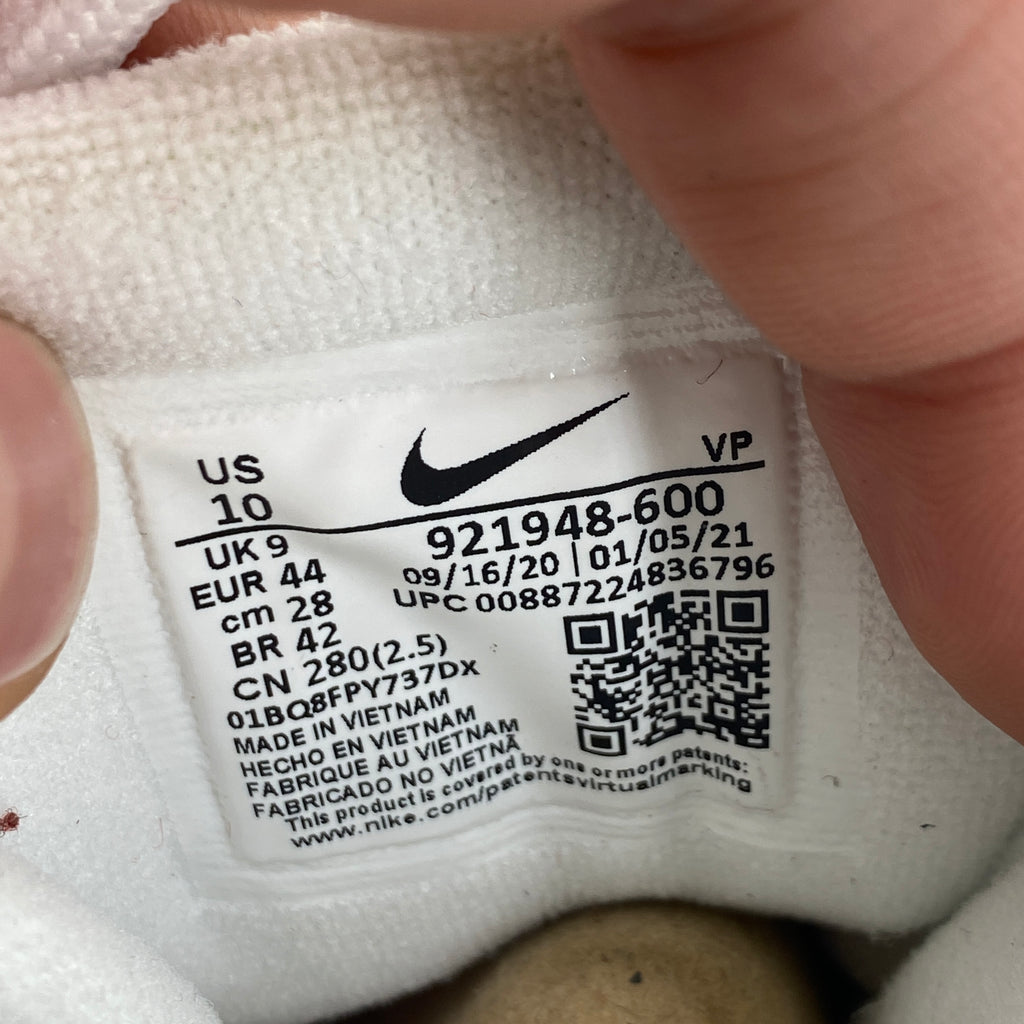 US
10
VP
UK 9
EUR 44
cm 28
BR 42
CN 280(2.5)
921948-600
09/16/20 | 01/05/21
UPC 00887224836796
01BQ8FPY737DX
MADE IN VIETNAM
HECHO EN VIETNAM
FABRIQUE AU VIETNAM
FABRICADO NO VIETNÃ
This product is covered by one or more patents:
www.nike.com/patentsvirtualmarking